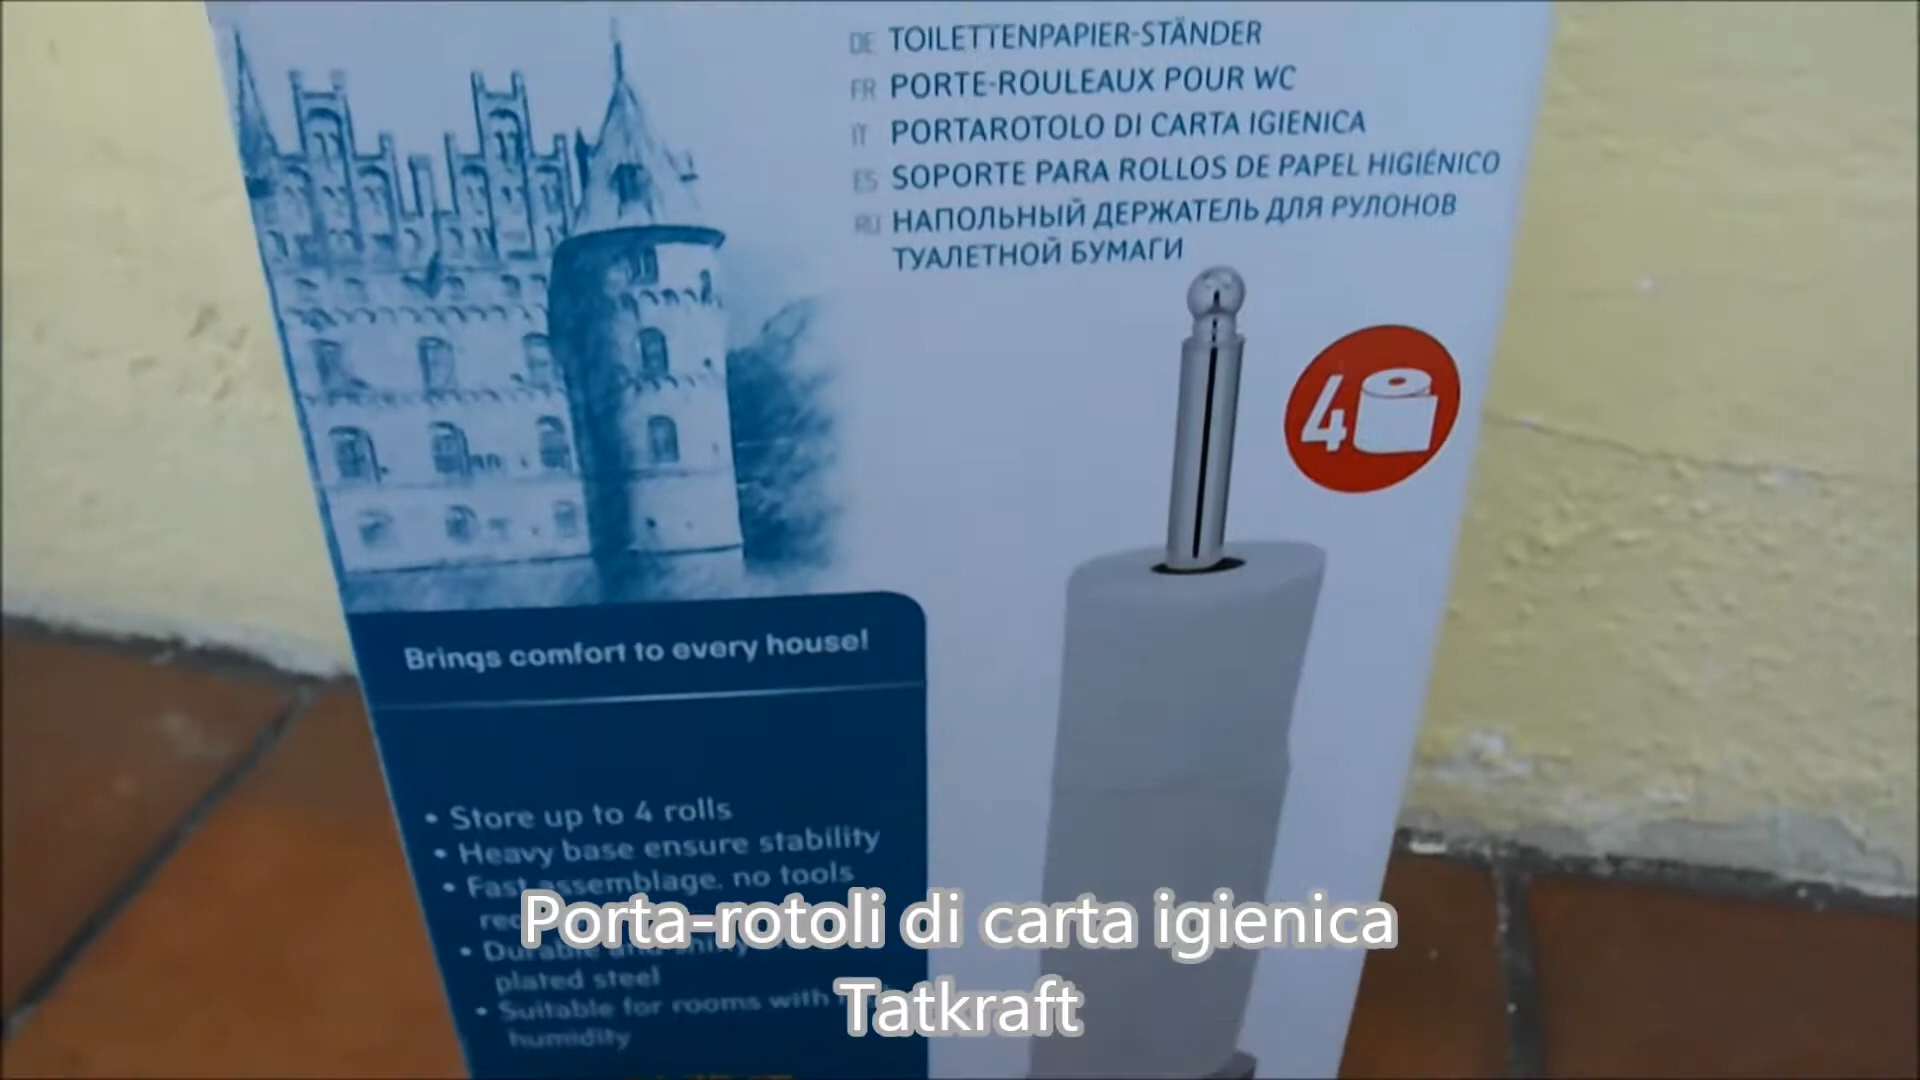 DE TOILETTENPAPIER-STÄNDER
FR PORTE-ROULEAUX POUR WC
IT PORTAROTOLO DI CARTA IGIENICA
ES SOPORTE PARA ROLLOS DE PAPEL HIGIÉNICO
RU НАПОЛЬНЫЙ ДЕРЖАТЕЛЬ ДЛЯ РУЛОНОВ
ТУАЛЕТНОЙ БУМАГИ
4
Brings comfort to every house!
• Store up to 4 rolls
• Heavy base ensure stability
• Fast assemblage, no tools
• Durable and shiny
plated steel
• Suitable for rooms with
humidity
Porta-rotoli di carta igienica
Tatkraft